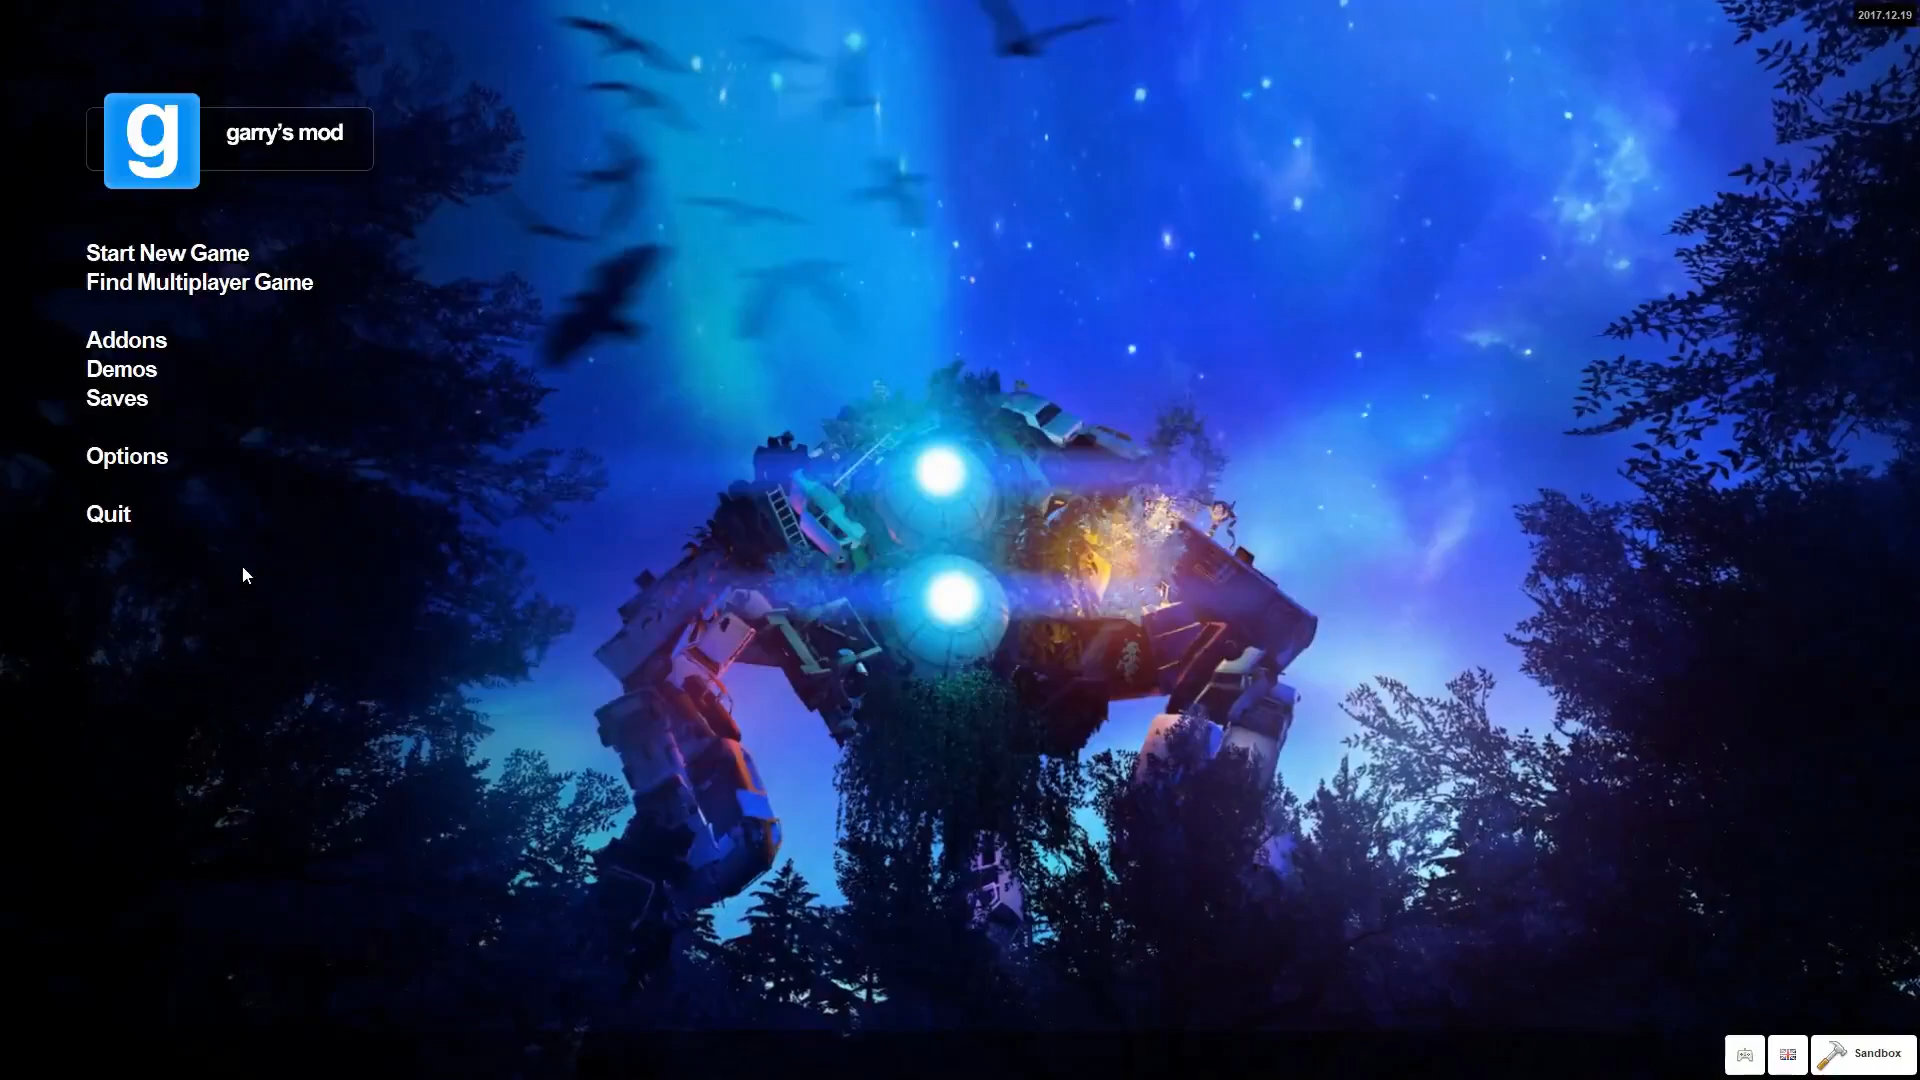 2017.12.19
g
garry's mod
Start New Game
Find Multiplayer Game
Addons
Demos
Saves
Options
Quit
Sandbox